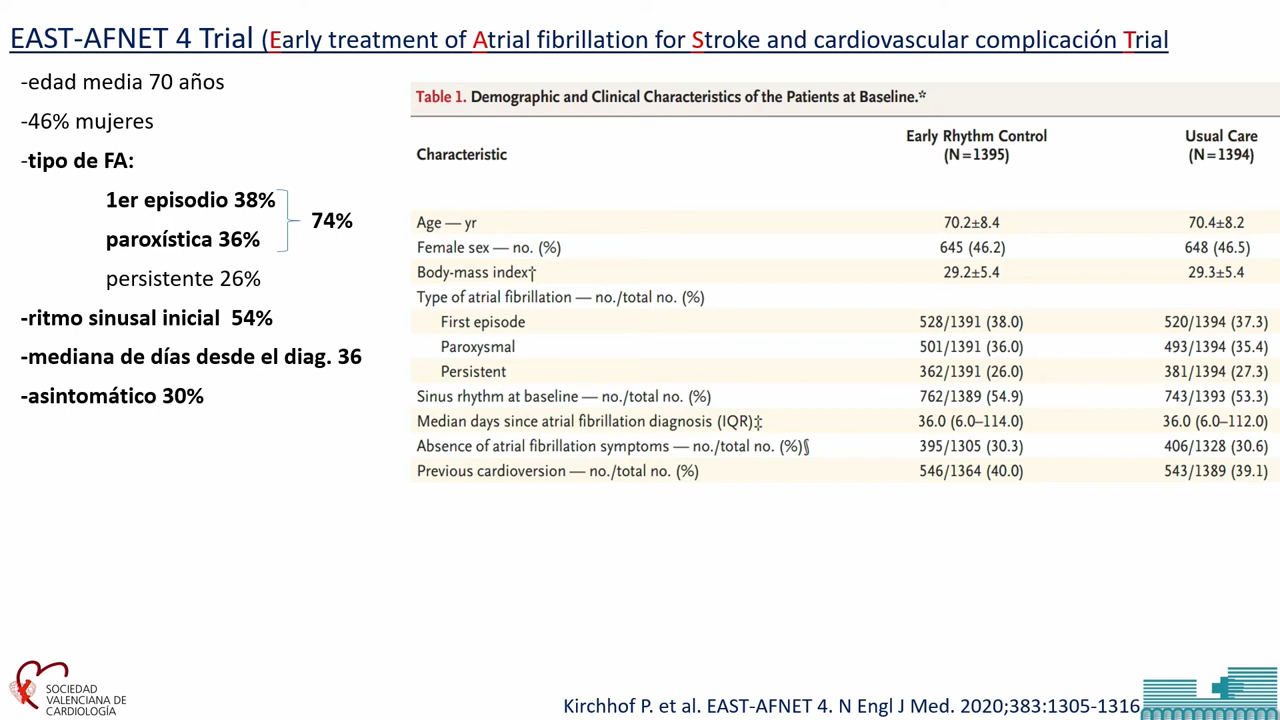 EAST-AFNET 4 Trial (Early treatment of Atrial fibrillation for Stroke and cardiovascular complicación Trial
-edad media 70 años
-46% mujeres
-tipo de FA:
1er episodio 38%
paroxística 36%
74%
persistente 26%
-ritmo sinusal inicial 54%
-mediana de días desde el diag. 36
-asintomático 30%
Table 1. Demographic and Clinical Characteristics of the Patients at Baseline.*
Characteristic Early Rhythm Control (N=1395) Usual Care (N=1394)
Age — yr 70.2±8.4 70.4±8.2
Female sex — no. (%) 645 (46.2) 648 (46.5)
Body-mass index† 29.2±5.4 29.3±5.4
Type of atrial fibrillation — no./total no. (%)
First episode 528/1391 (38.0) 520/1394 (37.3)
Paroxysmal 501/1391 (36.0) 493/1394 (35.4)
Persistent 362/1391 (26.0) 381/1394 (27.3)
Sinus rhythm at baseline — no./total no. (%) 762/1389 (54.9) 743/1393 (53.3)
Median days since atrial fibrillation diagnosis (IQR)‡ 36.0 (6.0–114.0) 36.0 (6.0–112.0)
Absence of atrial fibrillation symptoms — no./total no. (%)§ 395/1305 (30.3) 406/1328 (30.6)
Previous cardioversion — no./total no. (%) 546/1364 (40.0) 543/1389 (39.1)
SOCIEDAD
VALENCIANA DE
CARDIOLOGÍA
Kirchhof P. et al. EAST-AFNET 4. N Engl J Med. 2020;383:1305-1316